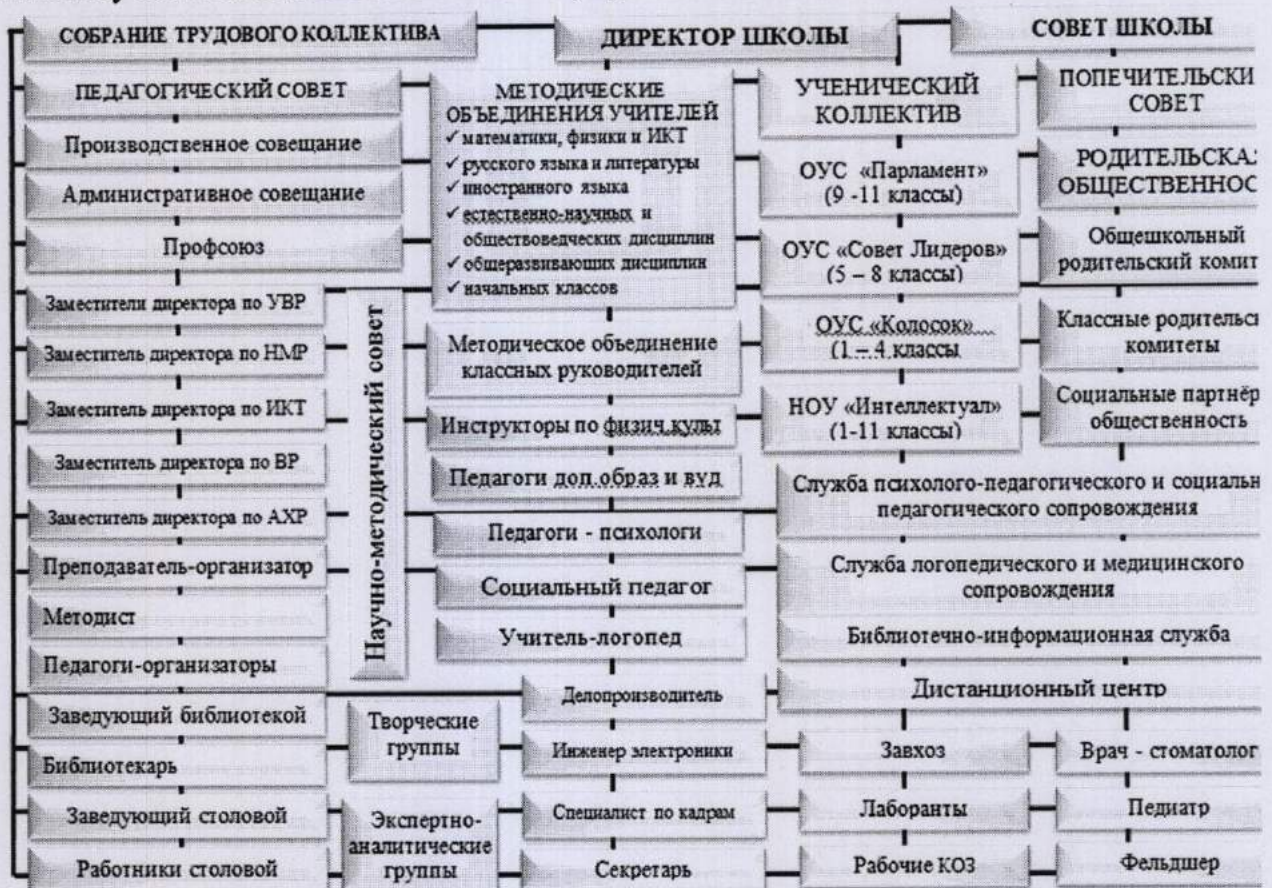 СОБРАНИЕ ТРУДОВОГО КОЛЛЕКТИВА
ДИРЕКТОР ШКОЛЫ
СОВЕТ ШКОЛЫ
ПЕДАГОГИЧЕСКИЙ СОВЕТ
Производственное совещание
Административное совещание
Профсоюз
Заместители директора по УВР
Заместитель директора по НМР
Заместитель директора по ИКТ
Заместитель директора по ВР
Заместитель директора по АХР
Преподаватель-организатор
Методист
Педагоги-организаторы
Заведующий библиотекой
Библиотекарь
Заведующий столовой
Работники столовой
Научно-методический совет
Творческие
группы
Экспертно-
аналитические
группы
МЕТОДИЧЕСКИЕ
ОБЪЕДИНЕНИЯ УЧИТЕЛЕЙ
✓ математики, физики и ИКТ
✓ русского языка и литературы
✓ иностранного языка
✓ естественно-научных и
обществоведческих дисциплин
✓ общеразвивающих дисциплин
✓ начальных классов
Методическое объединение
классных руководителей
Инструкторы по физич.культ
Педагоги доп.образ и вуд
Педагоги - психологи
Социальный педагог
Учитель-логопед
Делопроизводитель
Инженер электроники
Специалист по кадрам
Секретарь
УЧЕНИЧЕСКИЙ
КОЛЛЕКТИВ
ОУС «Парламент»
(9 -11 классы)
ОУС «Совет Лидеров»
(5 – 8 классы)
ОУС «Колосок»
(1 – 4 классы
НОУ «Интеллектуал»
(1-11 классы)
ПОПЕЧИТЕЛЬСКИ
СОВЕТ
РОДИТЕЛЬСКА
ОБЩЕСТВЕННОС
Общешкольный
родительский комит
Классные родительс
комитеты
Социальные партнёр
общественность
Служба психолого-педагогического и социальн
педагогического сопровождения
Служба логопедического и медицинского
сопровождения
Библиотечно-информационная служба
Дистанционный центр
Завхоз
Лаборанты
Рабочие КОЗ
Врач - стоматолог
Педиатр
Фельдшер